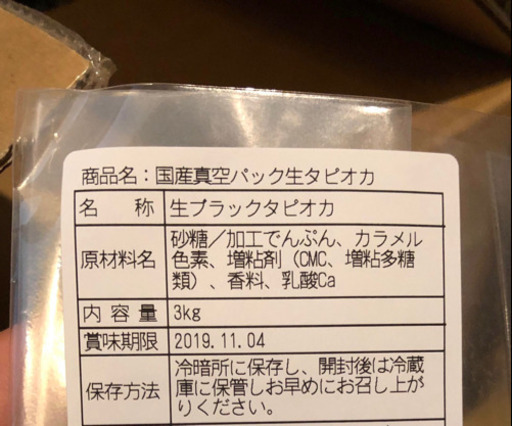 商品名：国産真空パック生タピオカ
名　称　生ブラックタピオカ
原材料名　砂糖／加工でんぷん、カラメル
色素、増粘剤（CMC、増粘多糖
類）、香料、乳酸Ca
内容量　3kg
賞味期限　2019.11.04
保存方法　冷暗所に保存し、開封後は冷蔵
庫に保管しお早めにお召し上が
りください。